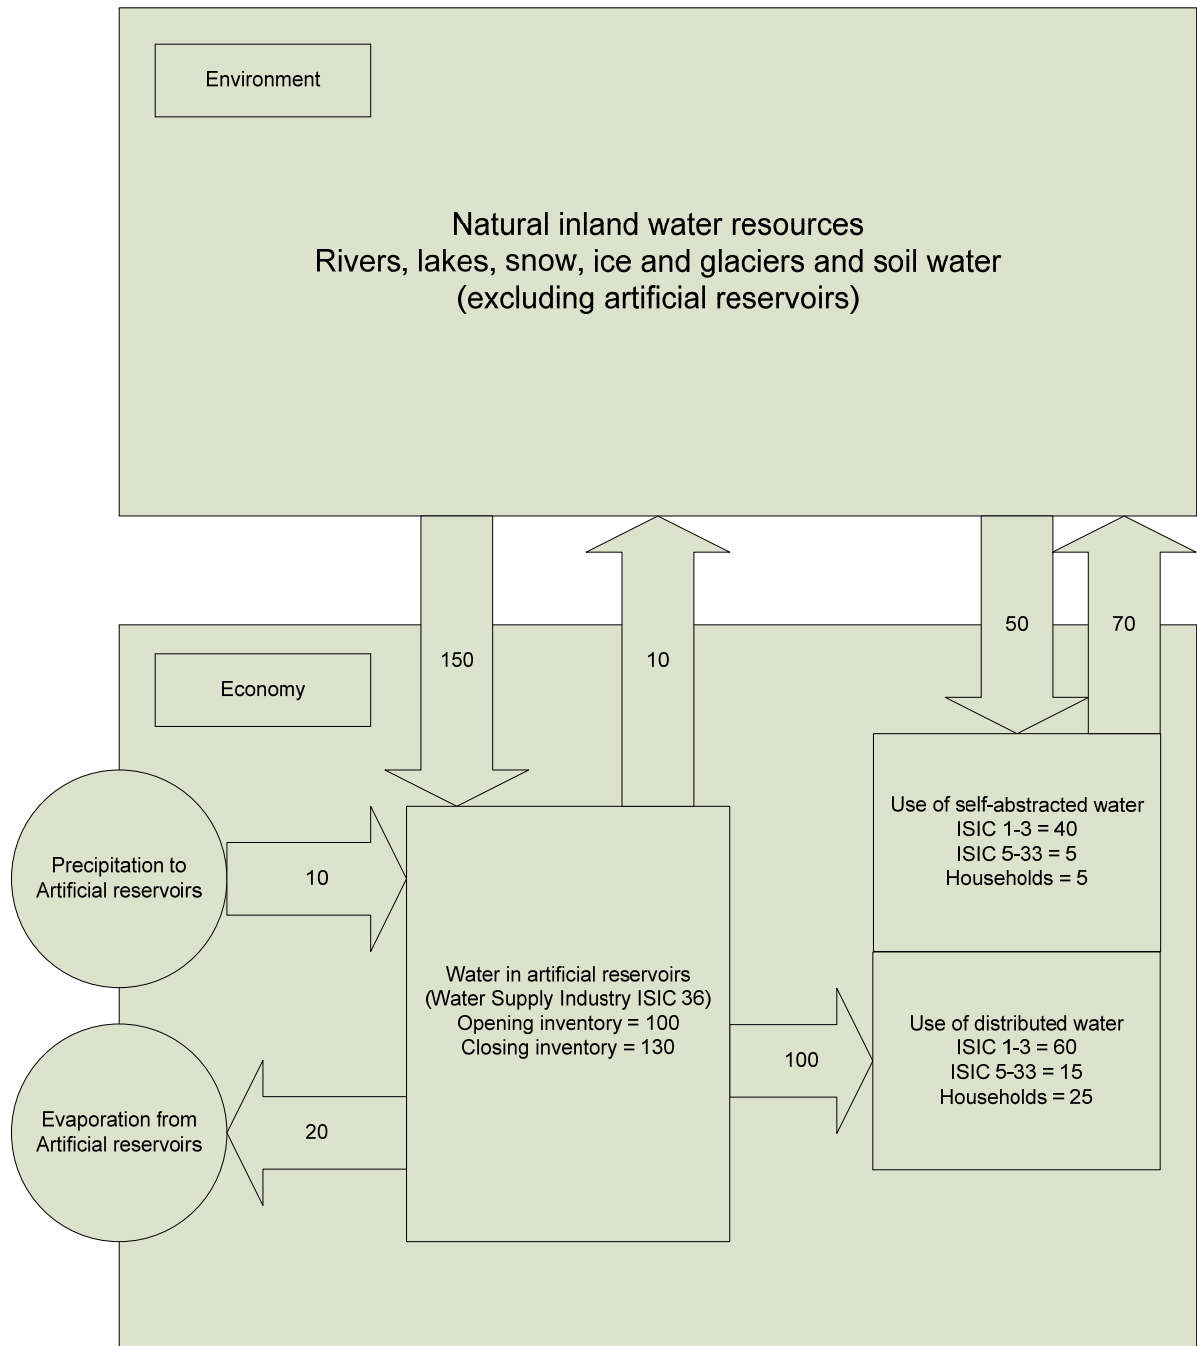 Environment
Natural inland water resources
Rivers, lakes, snow, ice and glaciers and soil water
(excluding artificial reservoirs)
150
10
50
70
Economy
Precipitation to
Artificial reservoirs
10
Use of self-abstracted water
ISIC 1-3 = 40
ISIC 5-33 = 5
Households = 5
Water in artificial reservoirs
(Water Supply Industry ISIC 36)
Opening inventory = 100
Closing inventory = 130
100
Use of distributed water
ISIC 1-3 = 60
ISIC 5-33 = 15
Households = 25
Evaporation from
Artificial reservoirs
20